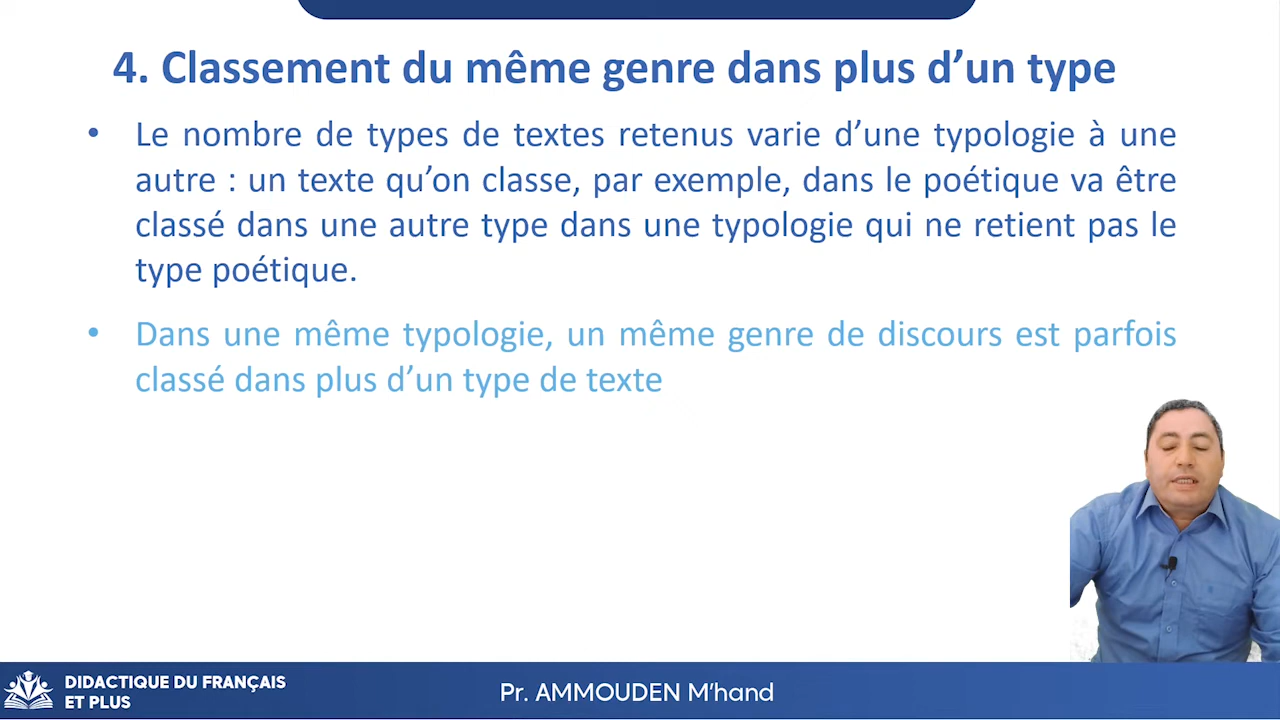 4. Classement du même genre dans plus d’un type
• Le nombre de types de textes retenus varie d’une typologie à une
autre : un texte qu’on classe, par exemple, dans le poétique va être
classé dans une autre type dans une typologie qui ne retient pas le
type poétique.
• Dans une même typologie, un même genre de discours est parfois
classé dans plus d’un type de texte
DIDACTIQUE DU FRANÇAIS
ET PLUS
Pr. AMMOUDEN M’hand